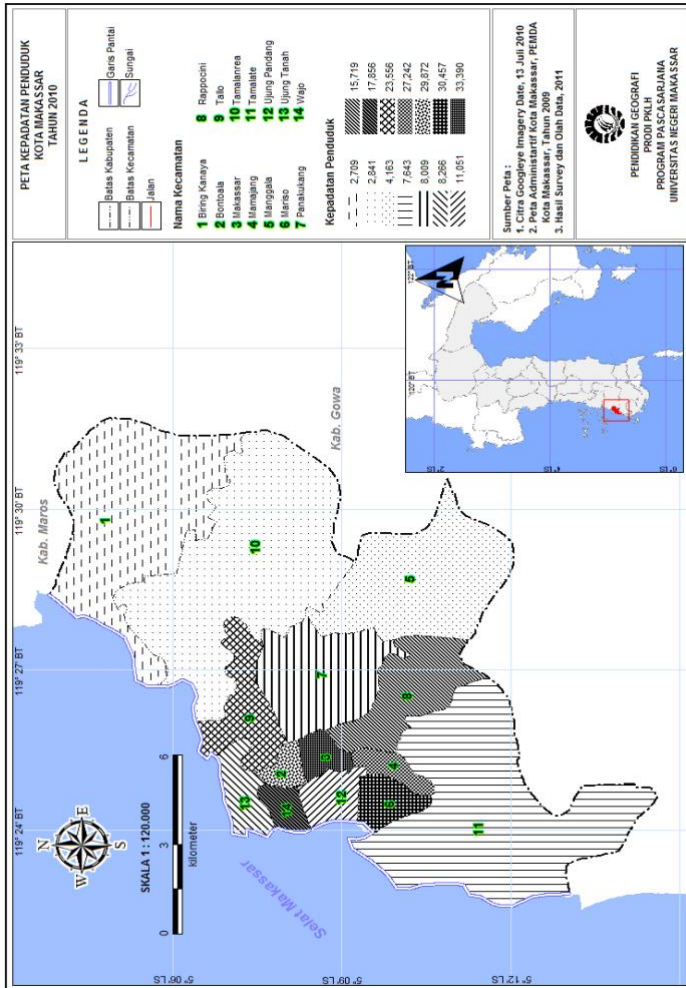 PETA KEPADATAN PENDUDUK
KOTA MAKASSAR
TAHUN 2010
LEGENDA
Batas Kabupaten
Garis Pantai
Batas Kecamatan
Sungai
Jalan
Nama Kecamatan
1 Biring Kanaya
8 Rappocini
2 Bontoala
9 Tallo
3 Makassar
10 Tamalanrea
4 Mamajang
11 Tamalate
5 Manggala
12 Ujung Pandang
6 Mariso
13 Ujung Tanah
7 Panakukang
14 Wajo
Kepadatan Penduduk
2,709
15,719
2,841
17,856
4,163
23,556
7,643
27,242
8,009
29,872
8,266
30,457
11,051
33,390
Sumber Peta :
1. Citra Googleye Imagery Date, 13 Juli 2010
2. Peta Administartif Kota Makassar, PEMDA
Kota Makassar, Tahun 2009
3. Hasil Survey dan Olah Data, 2011
PENDIDIKAN GEOGRAFI
PRODI PKLH
PROGRAM PASCASARJANA
UNIVERSITAS NEGERI MAKASSAR
119° 24' BT
119° 27' BT
119° 30' BT
119° 33' BT
5° 06' LS
5° 09' LS
5° 12' LS
N
W
E
S
SKALA 1 : 120.000
0
3
6
kilometer
Selat Makassar
Kab. Maros
Kab. Gowa
1
10
5
7
9
8
2
3
4
13
14
12
6
11
N
120° BT
122° BT